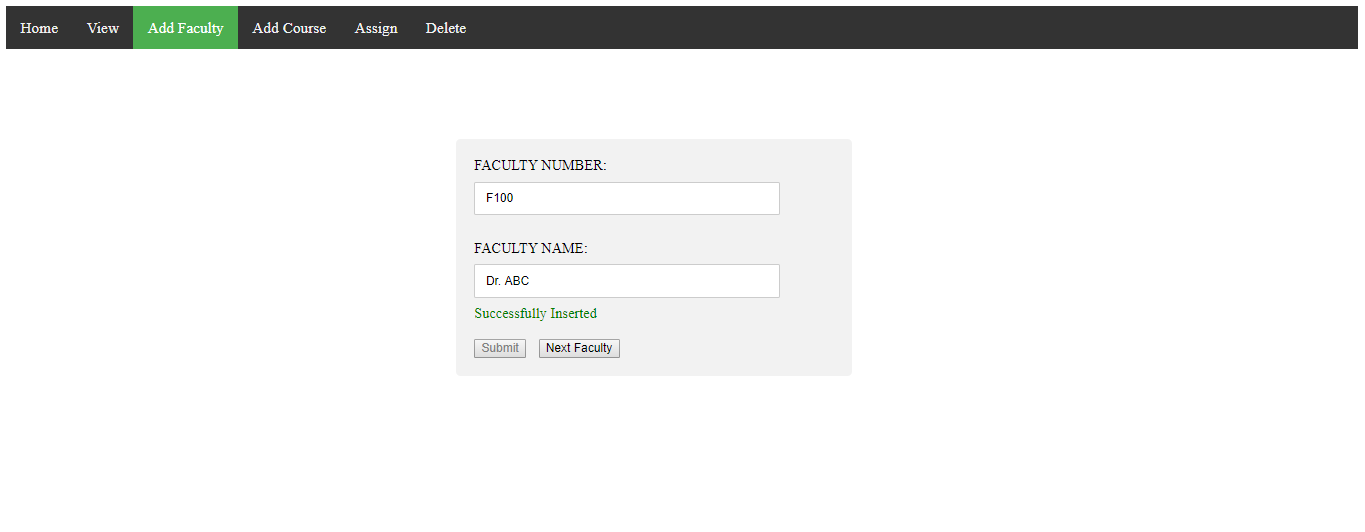 Home View Add Faculty Add Course Assign Delete
FACULTY NUMBER:
F100
FACULTY NAME:
Dr. ABC
Successfully Inserted
Submit Next Faculty